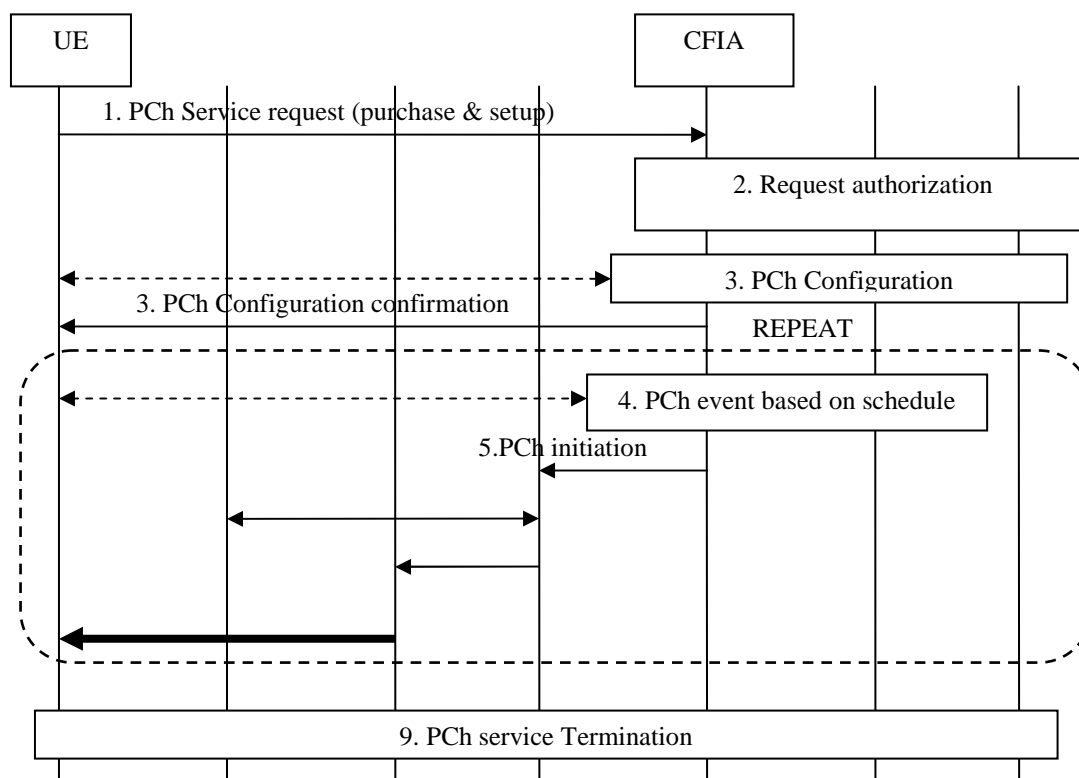 UE
CFIA
1. PCh Service request (purchase & setup)
2. Request authorization
3. PCh Configuration
3. PCh Configuration confirmation
REPEAT
4. PCh event based on schedule
5.PCh initiation
9. PCh service Termination